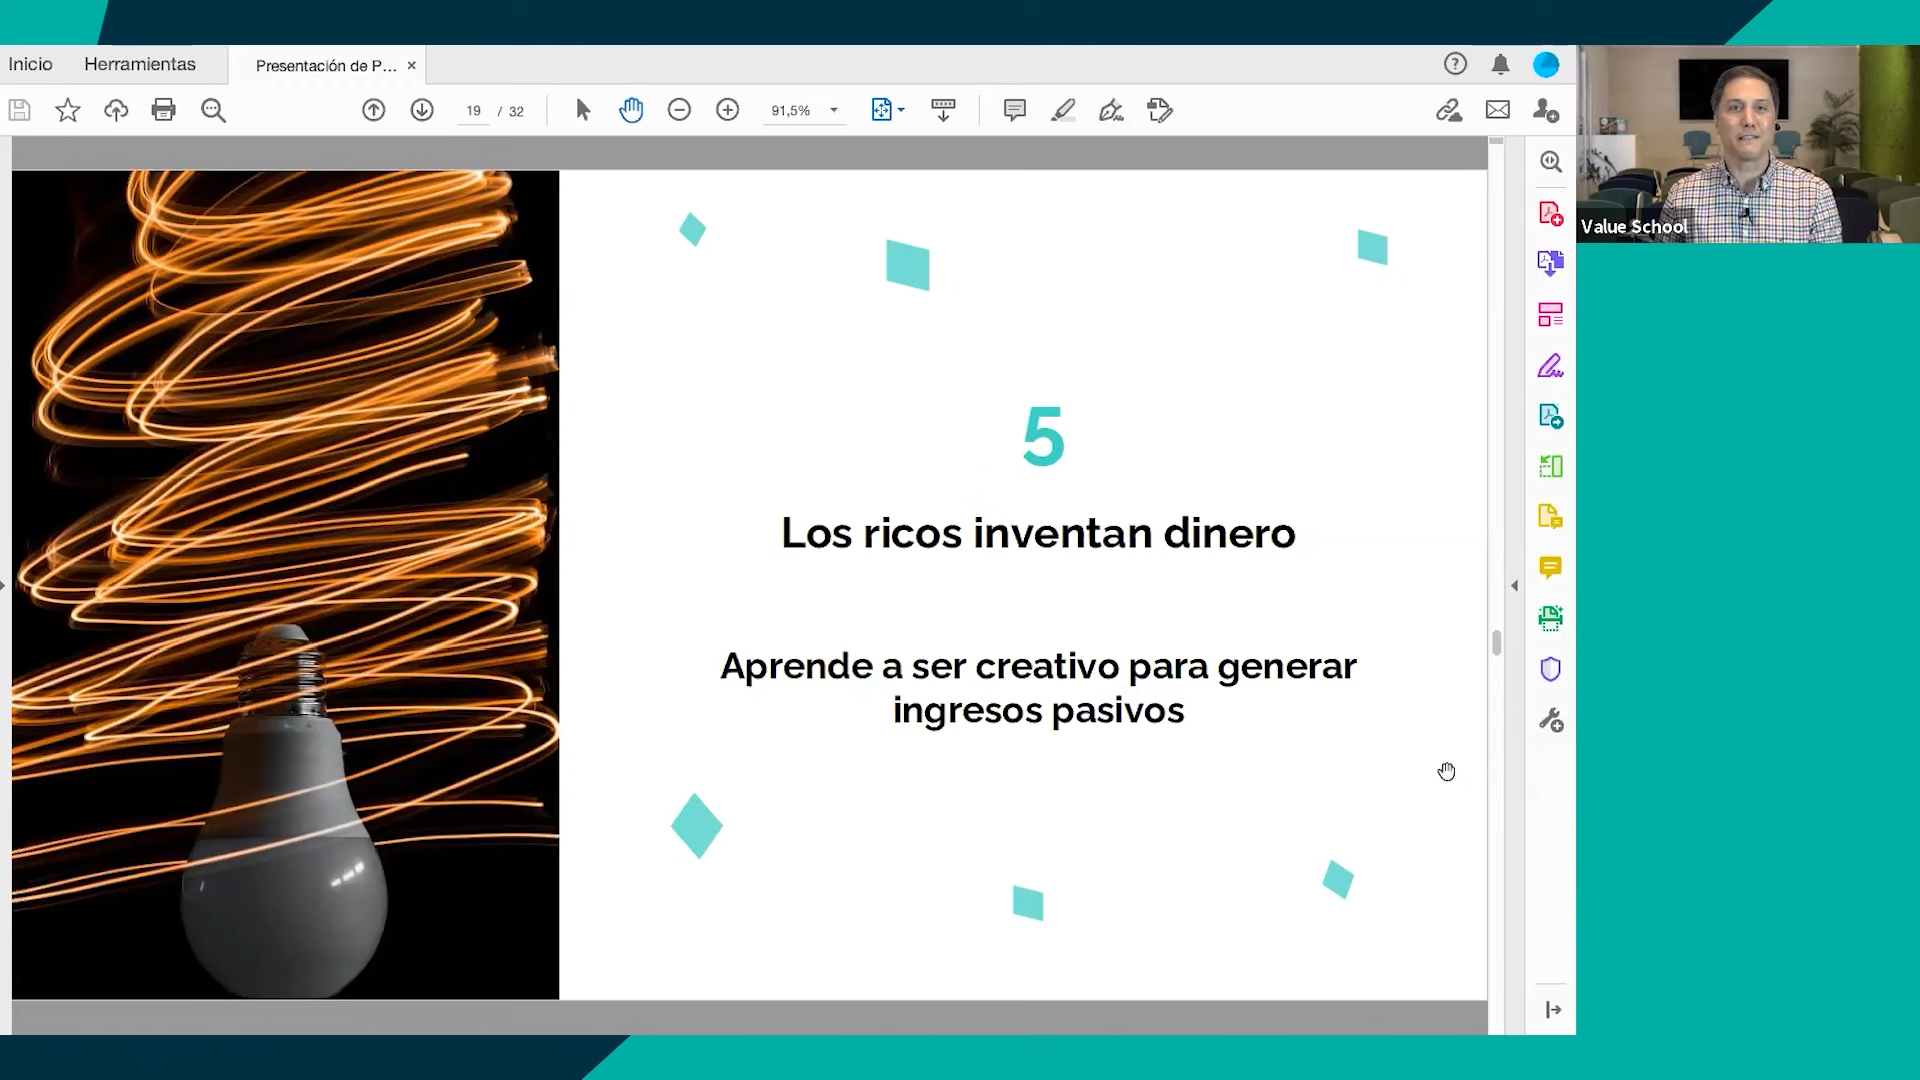 Inicio Herramientas Presentación de P... ×
19 / 32 91,5%
Value School
5
Los ricos inventan dinero
Aprende a ser creativo para generar
ingresos pasivos